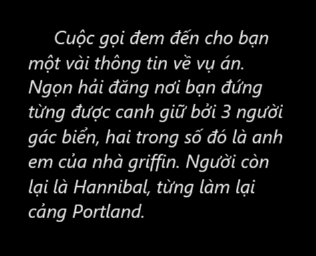 Cuộc gọi đem đến cho bạn
một vài thông tin về vụ án.
Ngọn hải đăng nơi bạn đứng
từng được canh giữ bởi 3 người
gác biển, hai trong số đó là anh
em của nhà griffin. Người còn
lại là Hannibal, từng làm lại
cảng Portland.